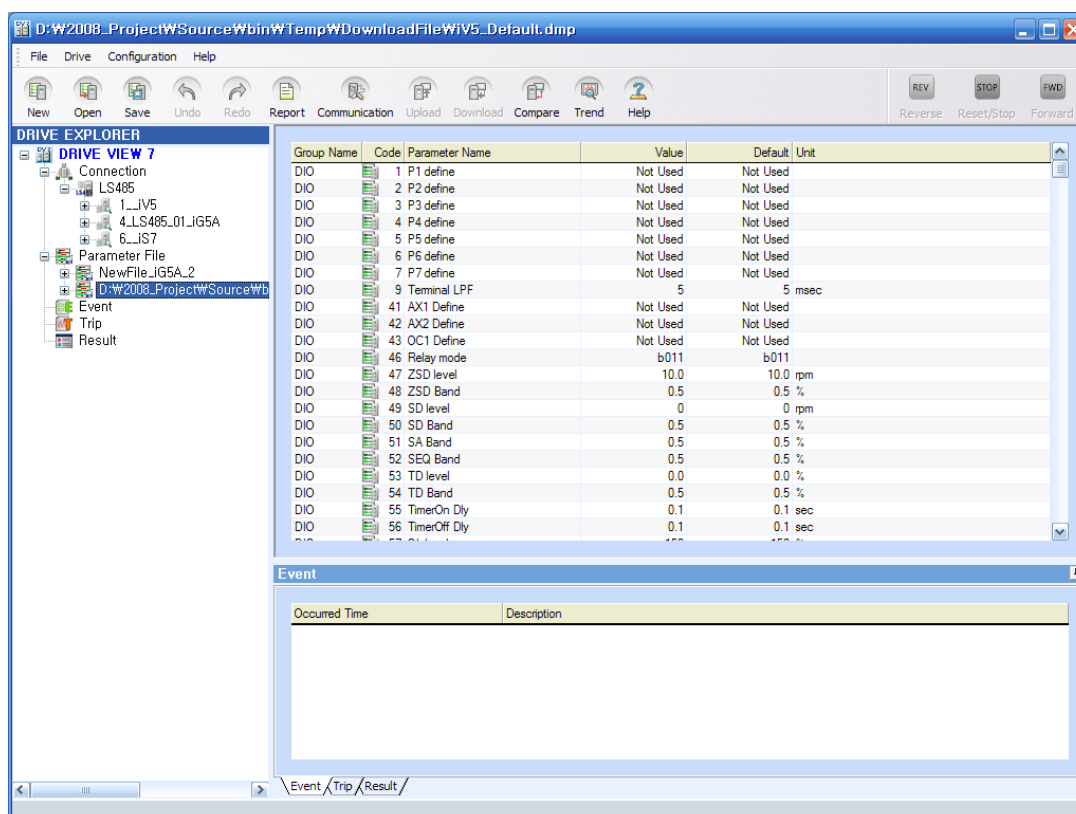 D:₩2008_Project₩Source₩bin₩Temp₩DownloadFile₩iV5_Default.dmp
File Drive Configuration Help
New Open Save Undo Redo Report Communication Upload Download Compare Trend Help REV Reverse STOP Reset/Stop FWD Forward
DRIVE EXPLORER
DRIVE VIEW 7
Connection
LS485
1__iV5
4_LS485_01_iG5A
6__iS7
Parameter File
NewFile_iG5A_2
D:₩2008_Project₩Source₩b
Event
Trip
Result
Group Name Code Parameter Name Value Default Unit
DIO 1 P1 define Not Used Not Used
DIO 2 P2 define Not Used Not Used
DIO 3 P3 define Not Used Not Used
DIO 4 P4 define Not Used Not Used
DIO 5 P5 define Not Used Not Used
DIO 6 P6 define Not Used Not Used
DIO 7 P7 define Not Used Not Used
DIO 9 Terminal LPF 5 5 msec
DIO 41 AX1 Define Not Used Not Used
DIO 42 AX2 Define Not Used Not Used
DIO 43 OC1 Define Not Used Not Used
DIO 46 Relay mode b011 b011
DIO 47 ZSD level 10.0 10.0 rpm
DIO 48 ZSD Band 0.5 0.5 %
DIO 49 SD level 0 0 rpm
DIO 50 SD Band 0.5 0.5 %
DIO 51 SA Band 0.5 0.5 %
DIO 52 SEQ Band 0.5 0.5 %
DIO 53 TD level 0.0 0.0 %
DIO 54 TD Band 0.5 0.5 %
DIO 55 TimerOn Dly 0.1 0.1 sec
DIO 56 TimerOff Dly 0.1 0.1 sec
Event
Occurred Time Description
Event Trip Result